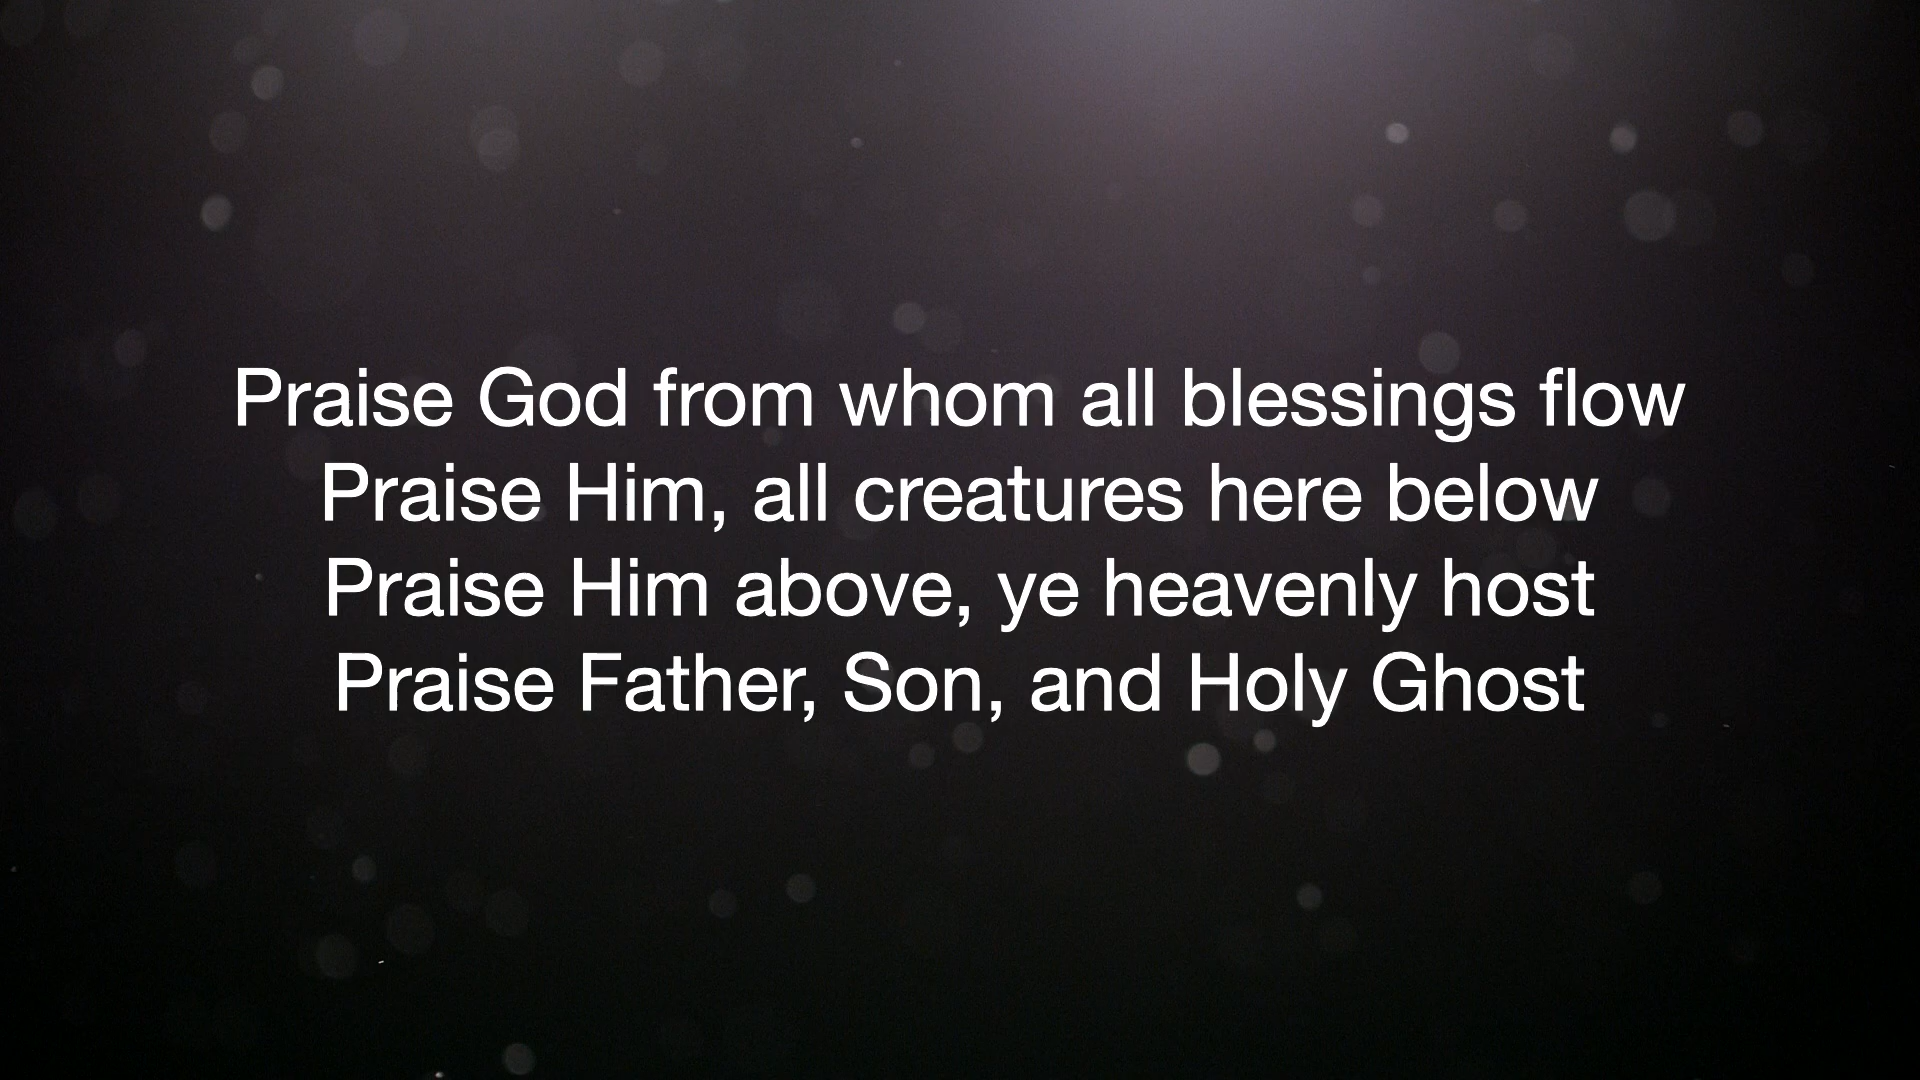 Praise God from whom all blessings flow
Praise Him, all creatures here below
Praise Him above, ye heavenly host
Praise Father, Son, and Holy Ghost